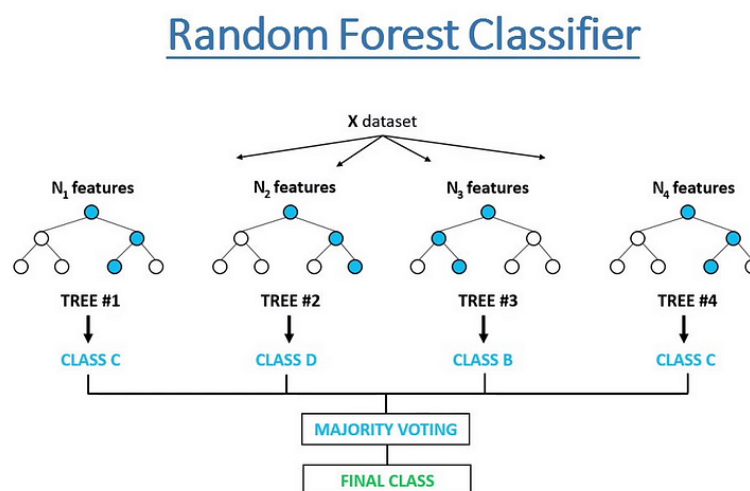 Random Forest Classifier
X dataset
N₁ features N₂ features N₃ features N₄ features
TREE #1 TREE #2 TREE #3 TREE #4
CLASS C CLASS D CLASS B CLASS C
MAJORITY VOTING
FINAL CLASS